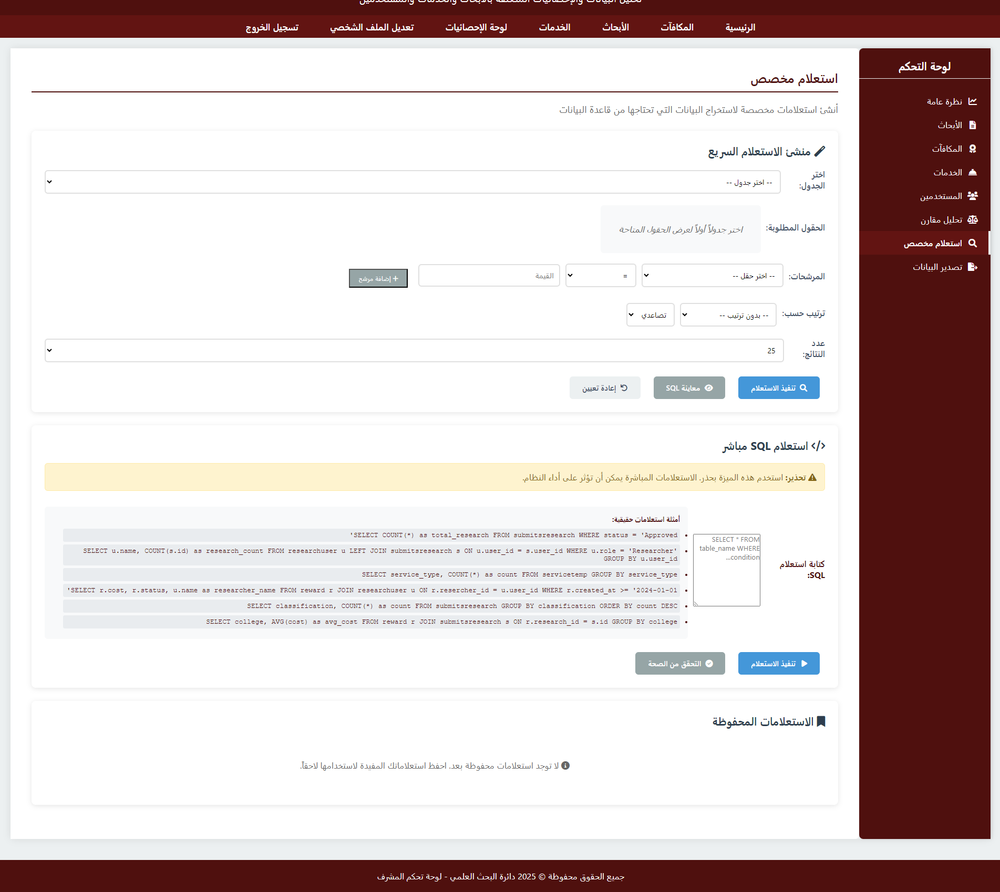 تحليل البيانات والإحصائيات المتعلقة بالأبحاث والخدمات والمستخدمين
الرئيسية
المكافآت
الأبحاث
الخدمات
لوحة الإحصائيات
تعديل الملف الشخصي
تسجيل الخروج
لوحة التحكم
نظرة عامة
الأبحاث
المكافآت
الخدمات
المستخدمين
تحليل مقارن
استعلام مخصص
تصدير البيانات
استعلام مخصص
أنشئ استعلامات مخصصة لاستخراج البيانات التي تحتاجها من قاعدة البيانات
منشئ الاستعلام السريع
اختر
الجدول:
-- اختر جدول --
الحقول المطلوبة:
اختر جدولاً أولاً لعرض الحقول المتاحة
المرشحات:
-- اختر حقل --
=
القيمة
إضافة مرشح
ترتيب حسب:
-- بدون ترتيب --
تصاعدي
عدد
النتائج:
25
تنفيذ الاستعلام
معاينة SQL
إعادة تعيين
استعلام SQL مباشر
تحذير: استخدم هذه الميزة بحذر. الاستعلامات المباشرة يمكن أن تؤثر على أداء النظام.
كتابة استعلام
SQL:
SELECT * FROM
table_name WHERE
...condition
أمثلة استعلامات حقيقية:
'SELECT COUNT(*) as total_research FROM submitsresearch WHERE status = 'Approved
SELECT u.name, COUNT(s.id) as research_count FROM researchuser u LEFT JOIN submitsresearch s ON u.user_id = s.user_id WHERE u.role = 'Researcher'
GROUP BY u.user_id
SELECT service_type, COUNT(*) as count FROM servicetemp GROUP BY service_type
'SELECT r.cost, r.status, u.name as researcher_name FROM reward r JOIN researchuser u ON r.resercher_id = u.user_id WHERE r.created_at >= '2024-01-01
SELECT classification, COUNT(*) as count FROM submitsresearch GROUP BY classification ORDER BY count DESC
SELECT college, AVG(cost) as avg_cost FROM reward r JOIN submitsresearch s ON r.research_id = s.id GROUP BY college
تنفيذ الاستعلام
التحقق من الصحة
الاستعلامات المحفوظة
لا توجد استعلامات محفوظة بعد. احفظ استعلاماتك المفيدة لاستخدامها لاحقاً.
جميع الحقوق محفوظة © 2025 دائرة البحث العلمي - لوحة تحكم المشرف